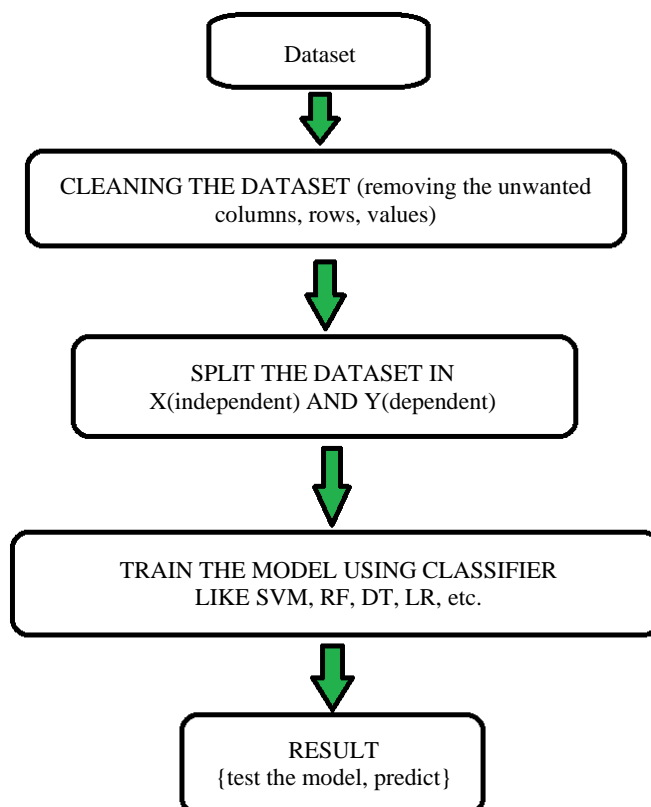 Dataset
CLEANING THE DATASET (removing the unwanted
columns, rows, values)
SPLIT THE DATASET IN
X(independent) AND Y(dependent)
TRAIN THE MODEL USING CLASSIFIER
LIKE SVM, RF, DT, LR, etc.
RESULT
{test the model, predict}